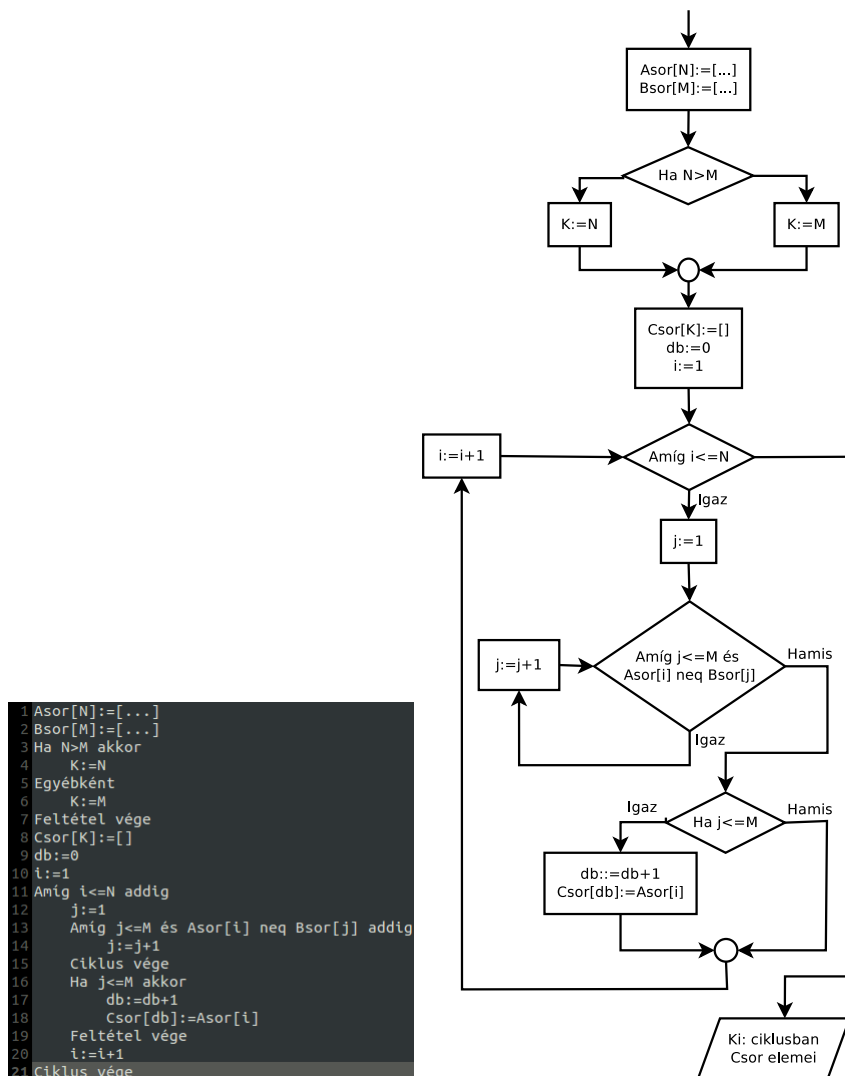 1 Asor[N]:=[...]
2 Bsor[M]:=[...]
3 Ha N>M akkor
4 K:=N
5 Egyébként
6 K:=M
7 Feltétel vége
8 Csor[K]:=[]
9 db:=0
10 i:=1
11 Amíg i<=N addig
12 j:=1
13 Amíg j<=M és Asor[i] neq Bsor[j] addig
14 j:=j+1
15 Ciklus vége
16 Ha j<=M akkor
17 db:=db+1
18 Csor[db]:=Asor[i]
19 Feltétel vége
20 i:=i+1
21 Ciklus vége
Asor[N]:=[...]
Bsor[M]:=[...]
Ha N>M
K:=N
K:=M
Csor[K]:=[]
db:=0
i:=1
i:=i+1
Amíg i<=N
Igaz
j:=1
j:=j+1
Amíg j<=M és
Asor[i] neq Bsor[j]
Hamis
Igaz
Igaz
Ha j<=M
Hamis
db::=db+1
Csor[db]:=Asor[i]
Ki: ciklusban
Csor elemei